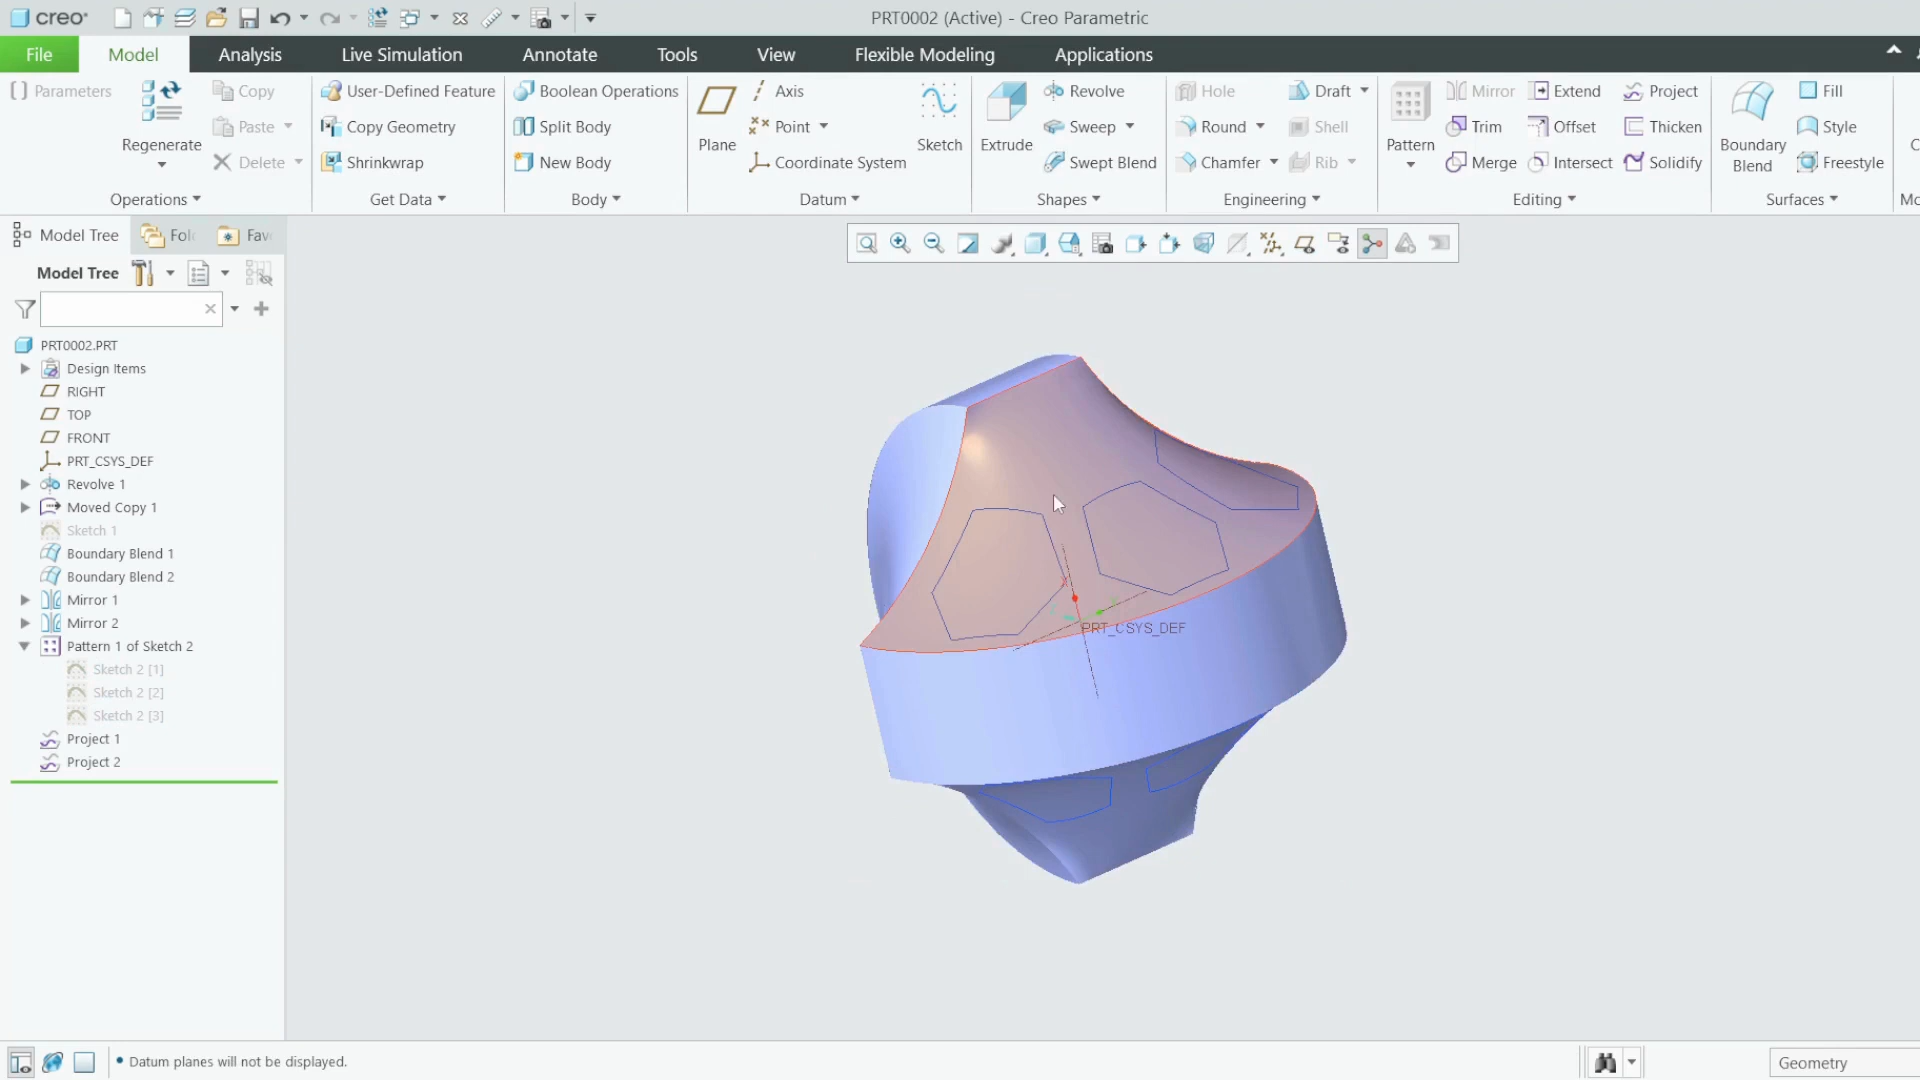 creo
PRT0002 (Active) - Creo Parametric
File Model Analysis Live Simulation Annotate Tools View Flexible Modeling Applications
Parameters
Regenerate
Copy
Paste
Delete
Operations
User-Defined Feature
Copy Geometry
Shrinkwrap
Get Data
Boolean Operations
Split Body
New Body
Body
Plane
Axis
Point
Coordinate System
Sketch
Datum
Extrude
Revolve
Sweep
Swept Blend
Shapes
Hole
Round
Chamfer
Draft
Shell
Rib
Engineering
Pattern
Mirror
Trim
Merge
Extend
Offset
Intersect
Project
Thicken
Solidify
Editing
Boundary
Blend
Fill
Style
Freestyle
Surfaces
Model Tree
Fol
Fav
Model Tree
PRT0002.PRT
Design Items
RIGHT
TOP
FRONT
PRT_CSYS_DEF
Revolve 1
Moved Copy 1
Sketch 1
Boundary Blend 1
Boundary Blend 2
Mirror 1
Mirror 2
Pattern 1 of Sketch 2
Sketch 2 [1]
Sketch 2 [2]
Sketch 2 [3]
Project 1
Project 2
PRT_CSYS_DEF
Datum planes will not be displayed.
Geometry